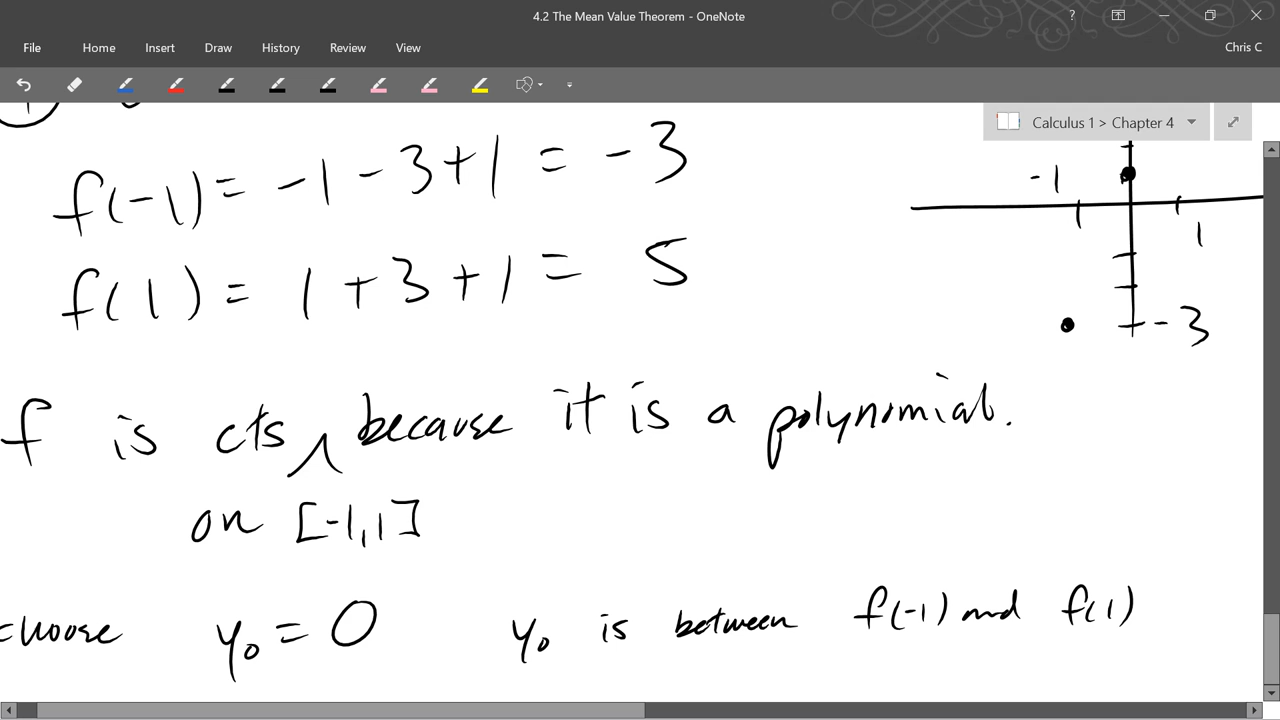 4.2 The Mean Value Theorem - OneNote
?
File Home Insert Draw History Review View
Chris C
Calculus 1 > Chapter 4
f(-1) = -1 - 3 + 1 = -3
f(1) = 1 + 3 + 1 = 5
-1
1
-3
f is cts ⋀ because it is a polynomial.
on [-1,1]
choose y₀ = 0 y₀ is between f(-1) and f(1)